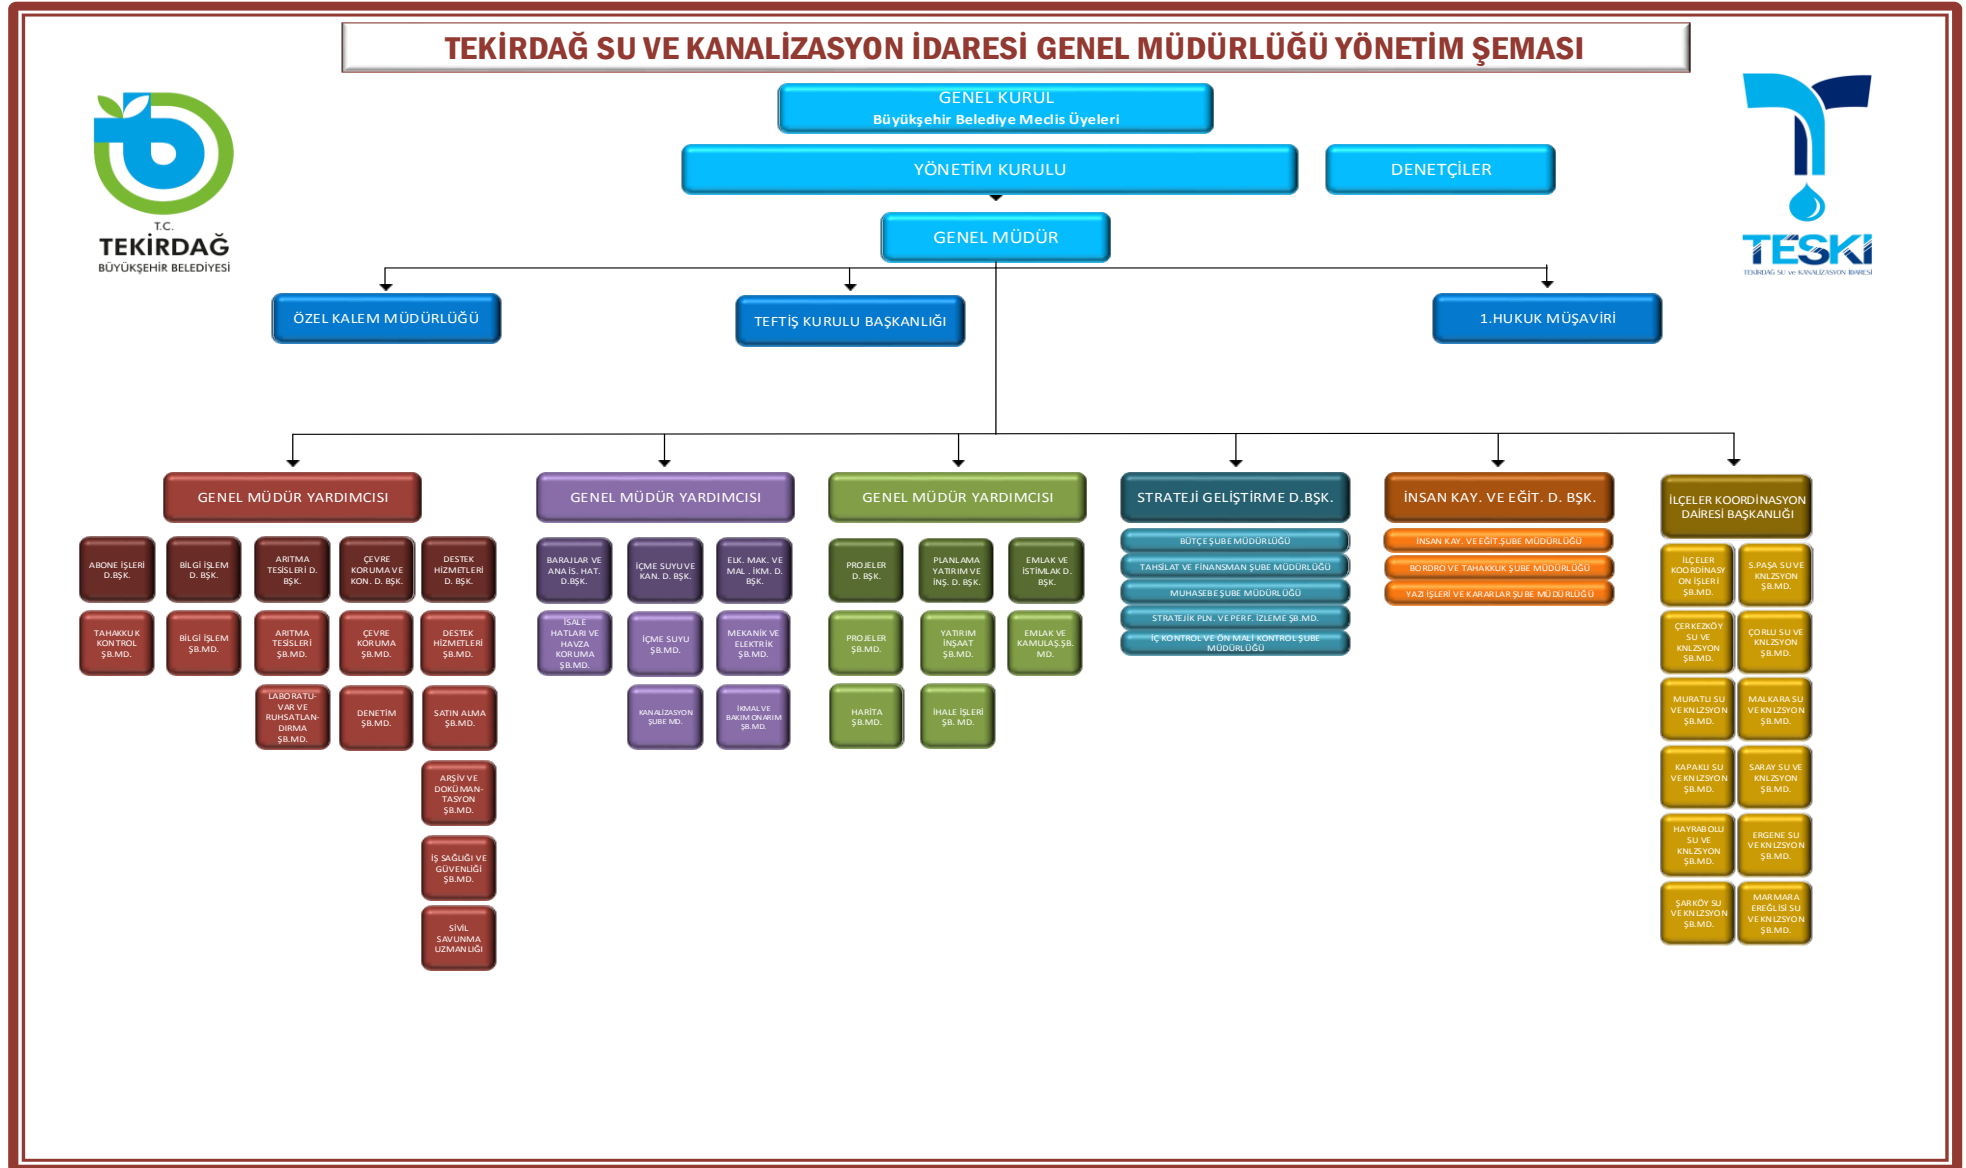 TEKİRDAĞ SU VE KANALİZASYON İDARESİ GENEL MÜDÜRLÜĞÜ YÖNETİM ŞEMASI
T.C.
TEKİRDAĞ
BÜYÜKŞEHİR BELEDİYESİ
TESKİ
TEKİRDAĞ SU ve KANALİZASYON İDARESİ
GENEL KURUL
Büyükşehir Belediye Meclis Üyeleri
YÖNETİM KURULU
DENETÇİLER
GENEL MÜDÜR
ÖZEL KALEM MÜDÜRLÜĞÜ
TEFTİŞ KURULU BAŞKANLIĞI
1.HUKUK MÜŞAVİRİ
GENEL MÜDÜR YARDIMCISI
ABONE İŞLERİ
D.BŞK.
BİLGİ İŞLEM
D. BŞK.
ARITMA
TESİSLERİ D.
BŞK.
ÇEVRE
KORUMA VE
KON. D. BŞK.
DESTEK
HİZMETLERİ
D. BŞK.
TAHAKKUK
KONTROL
ŞB.MD.
BİLGİ İŞLEM
ŞB.MD.
ARITMA
TESİSLERİ
ŞB.MD.
ÇEVRE
KORUMA
ŞB.MD.
DESTEK
HİZMETLERİ
ŞB.MD.
LABORATU-
VAR VE
RUHSATLAN-
DIRMA
ŞB.MD.
DENETİM
ŞB.MD.
SATIN ALMA
ŞB.MD.
ARŞİV VE
DOKÜMAN-
TASYON
ŞB.MD.
İŞ SAĞLIĞI VE
GÜVENLİĞİ
ŞB.MD.
SİVİL
SAVUNMA
UZMANLIĞI
GENEL MÜDÜR YARDIMCISI
BARAJLAR VE
ANA İS. HAT.
D.BŞK.
İÇME SUYU VE
KAN. D. BŞK.
ELK. MAK. VE
MAL . İKM. D.
BŞK.
İSALE
HATLARI VE
HAVZA
KORUMA
ŞB.MD.
İÇME SUYU
ŞB.MD.
MEKANİK VE
ELEKTRİK
ŞB.MD.
KANALİZASYON
ŞUBE MD.
İKMAL VE
BAKIM ONARIM
ŞB.MD.
GENEL MÜDÜR YARDIMCISI
PROJELER
D. BŞK.
PLANLAMA
YATIRIM VE
İNŞ. D. BŞK.
EMLAK VE
İSTİMLAK D.
BŞK.
PROJELER
ŞB.MD.
YATIRIM
İNŞAAT
ŞB.MD.
EMLAK VE
KAMULAŞ.ŞB.
MD.
HARİTA
ŞB.MD.
İHALE İŞLERİ
ŞB. MD.
STRATEJİ GELİŞTİRME D.BŞK.
BÜTÇE ŞUBE MÜDÜRLÜĞÜ
TAHSİLAT VE FİNANSMAN ŞUBE MÜDÜRLÜĞÜ
MUHASEBE ŞUBE MÜDÜRLÜĞÜ
STRATEJİK PLN. VE PERF. İZLEME ŞB.MD.
İÇ KONTROL VE ÖN MALİ KONTROL ŞUBE
MÜDÜRLÜĞÜ
İNSAN KAY. VE EĞİT. D. BŞK.
İNSAN KAY. VE EĞİT.ŞUBE MÜDÜRLÜĞÜ
BORDRO VE TAHAKKUK ŞUBE MÜDÜRLÜĞÜ
YAZI İŞLERİ VE KARARLAR ŞUBE MÜDÜRLÜĞÜ
İLÇELER KOORDİNASYON
DAİRESİ BAŞKANLIĞI
İLÇELER
KOORDİNASY
ON İŞLERİ
ŞB.MD.
S.PAŞA SU VE
KNLZSYON
ŞB.MD.
ÇERKEZKÖY
SU VE
KNLZSYON
ŞB.MD.
ÇORLU SU VE
KNLZSYON
ŞB.MD.
MURATLI SU
VE KNLZSYON
ŞB.MD.
MALKARA SU
VE KNLZSYON
ŞB.MD.
KAPAKLI SU
VE KNLZSYON
ŞB.MD.
SARAY SU VE
KNLZSYON
ŞB.MD.
HAYRABOLU
SU VE
KNLZSYON
ŞB.MD.
ERGENE SU
VE KNLZSYON
ŞB.MD.
ŞARKÖY SU
VE KNLZSYON
ŞB.MD.
MARMARA
EREĞLİSİ SU
VE KNLZSYON
ŞB.MD.